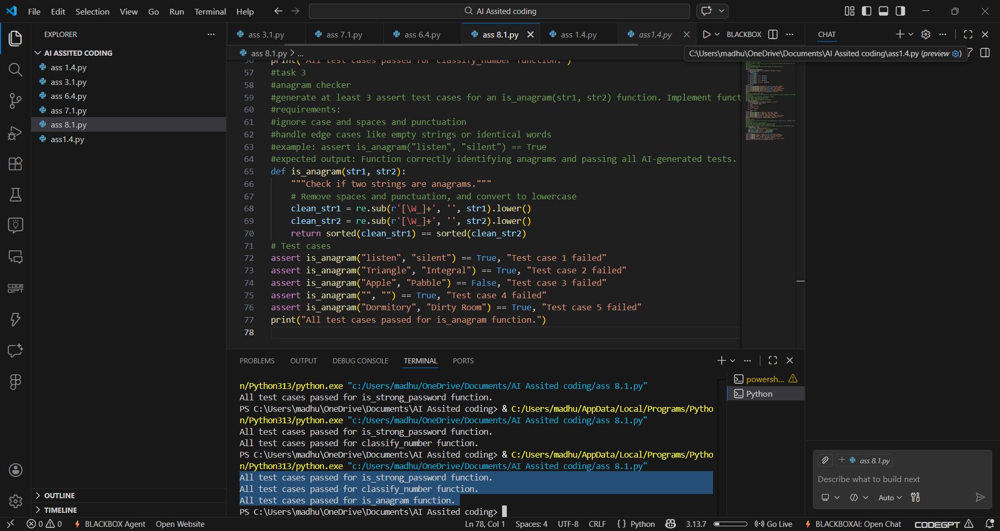 File Edit Selection View Go Run Terminal Help
AI Assited coding
EXPLORER
AI ASSITED CODING
ass 1.4.py
ass 3.1.py
ass 6.4.py
ass 7.1.py
ass 8.1.py
ass1.4.py
OUTLINE
TIMELINE
ass 3.1.py
ass 7.1.py
ass 6.4.py
ass 8.1.py
ass 1.4.py
ass1.4.py
BLACKBOX
ass 8.1.py > ...
C:\Users\madhu\OneDrive\Documents\AI Assited coding\ass1.4.py (preview )
56 print("All test cases passed for classify_number function.")
57 #task 3
58 #anagram checker
59 #generate at least 3 assert test cases for an is_anagram(str1, str2) function. Implement funct
60 #requirements:
61 #ignore case and spaces and punctuation
62 #handle edge cases like empty strings or identical words
63 #example: assert is_anagram("listen", "silent") == True
64 #expected output: Function correctly identifying anagrams and passing all AI-generated tests.
65 def is_anagram(str1, str2):
66 """Check if two strings are anagrams."""
67 # Remove spaces and punctuation, and convert to lowercase
68 clean_str1 = re.sub(r'[\W_]+', '', str1).lower()
69 clean_str2 = re.sub(r'[\W_]+', '', str2).lower()
70 return sorted(clean_str1) == sorted(clean_str2)
71 # Test cases
72 assert is_anagram("listen", "silent") == True, "Test case 1 failed"
73 assert is_anagram("Triangle", "Integral") == True, "Test case 2 failed"
74 assert is_anagram("Apple", "Pabble") == False, "Test case 3 failed"
75 assert is_anagram("", "") == True, "Test case 4 failed"
76 assert is_anagram("Dormitory", "Dirty Room") == True, "Test case 5 failed"
77 print("All test cases passed for is_anagram function.")
78
PROBLEMS OUTPUT DEBUG CONSOLE TERMINAL PORTS
n/Python313/python.exe "c:/Users/madhu/OneDrive/Documents/AI Assited coding/ass 8.1.py"
All test cases passed for is_strong_password function.
PS C:\Users\madhu\OneDrive\Documents\AI Assited coding> & C:/Users/madhu/AppData/Local/Programs/Pytho
n/Python313/python.exe "c:/Users/madhu/OneDrive/Documents/AI Assited coding/ass 8.1.py"
All test cases passed for is_strong_password function.
All test cases passed for classify_number function.
PS C:\Users\madhu\OneDrive\Documents\AI Assited coding> & C:/Users/madhu/AppData/Local/Programs/Pytho
n/Python313/python.exe "c:/Users/madhu/OneDrive/Documents/AI Assited coding/ass 8.1.py"
All test cases passed for is_strong_password function.
All test cases passed for classify_number function.
All test cases passed for is_anagram function.
PS C:\Users\madhu\OneDrive\Documents\AI Assited coding>
powersh...
Python
CHAT
ass 8.1.py
Describe what to build next
Auto
CODE
GPT
0 0 BLACKBOX Agent Open Website Ln 78, Col 1 Spaces: 4 UTF-8 CRLF Python 3.13.7 Go Live BLACKBOXAI: Open Chat CODEGPT